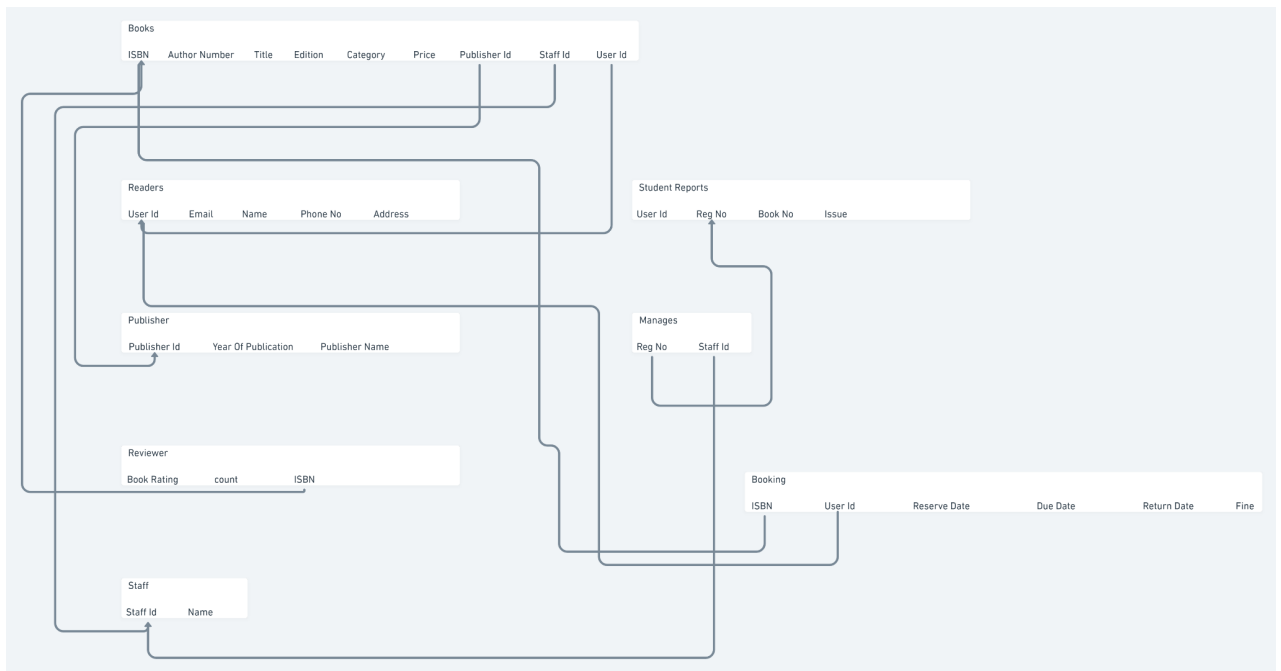 Books
ISBN Author Number Title Edition Category Price Publisher Id Staff Id User Id
Readers
User Id Email Name Phone No Address
Student Reports
User Id Reg No Book No Issue
Publisher
Publisher Id Year Of Publication Publisher Name
Manages
Reg No Staff Id
Reviewer
Book Rating count ISBN
Booking
ISBN User Id Reserve Date Due Date Return Date Fine
Staff
Staff Id Name